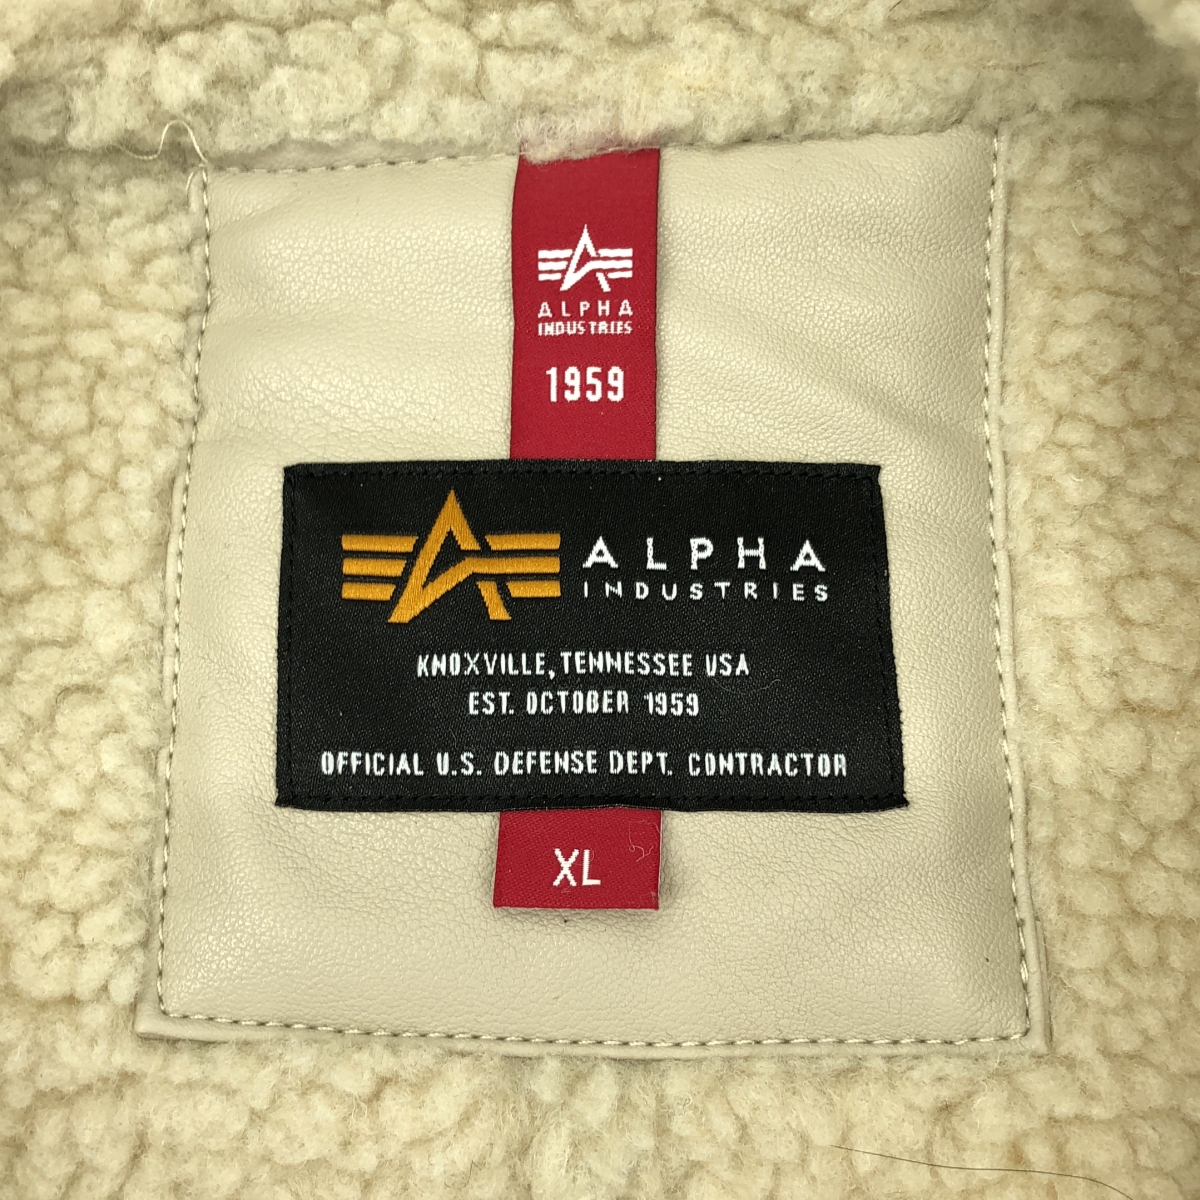 ALPHA
INDUSTRIES
1959
ALPHA
INDUSTRIES
KNOXVILLE, TENNESSEE USA
EST. OCTOBER 1959
OFFICIAL U.S. DEFENSE DEPT. CONTRACTOR
XL